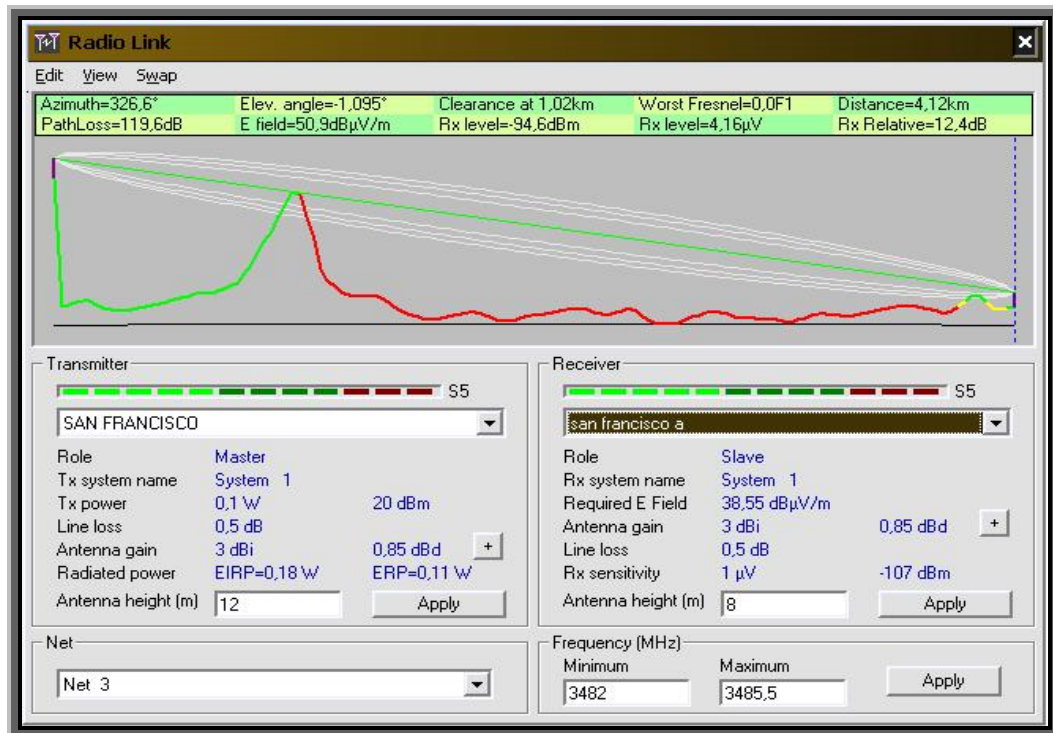 Radio Link
Edit View Swap
Azimuth=326,6° Elev. angle=-1,095° Clearance at 1,02km Worst Fresnel=0,0F1 Distance=4,12km
PathLoss=119,6dB E field=50,9dBµV/m Rx level=-94,6dBm Rx level=4,16µV Rx Relative=12,4dB
Transmitter
S5
SAN FRANCISCO
Role Master
Tx system name System 1
Tx power 0,1 W 20 dBm
Line loss 0,5 dB
Antenna gain 3 dBi 0,85 dBd +
Radiated power EIRP=0,18 W ERP=0,11 W
Antenna height (m) 12 Apply
Receiver
S5
san francisco a
Role Slave
Rx system name System 1
Required E Field 38,55 dBµV/m
Antenna gain 3 dBi 0,85 dBd +
Line loss 0,5 dB
Rx sensitivity 1 µV -107 dBm
Antenna height (m) 8 Apply
Net
Net 3
Frequency (MHz)
Minimum Maximum
3482 3485,5 Apply